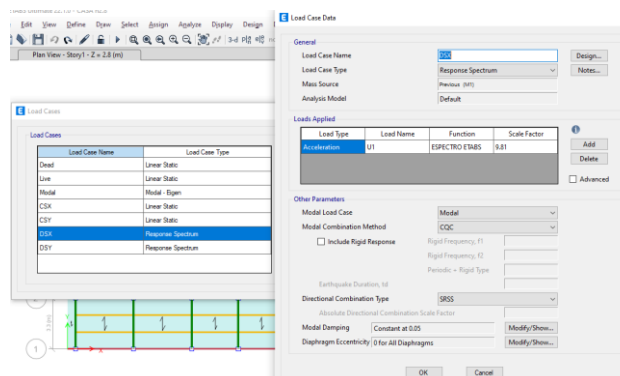 Edit View Define Draw Select Assign Analyze Display Design
Plan View - Story1 - Z = 2.8 (m)
Load Cases
Load Cases
Load Case Name Load Case Type
Dead Linear Static
Live Linear Static
Modal Modal - Eigen
CSX Linear Static
CSY Linear Static
DSX Response Spectrum
DSY Response Spectrum
1
Load Case Data
General
Load Case Name DSX Design...
Load Case Type Response Spectrum Notes...
Mass Source Previous (M1)
Analysis Model Default
Loads Applied
Load Type Load Name Function Scale Factor
Acceleration U1 ESPECTRO ETABS 9.81
Add
Delete
Advanced
Other Parameters
Modal Load Case Modal
Modal Combination Method CQC
Include Rigid Response Rigid Frequency, f1
Rigid Frequency, f2
Periodic + Rigid Type
Earthquake Duration, td
Directional Combination Type SRSS
Absolute Directional Combination Scale Factor
Modal Damping Constant at 0.05 Modify/Show...
Diaphragm Eccentricity 0 for All Diaphragms Modify/Show...
OK Cancel